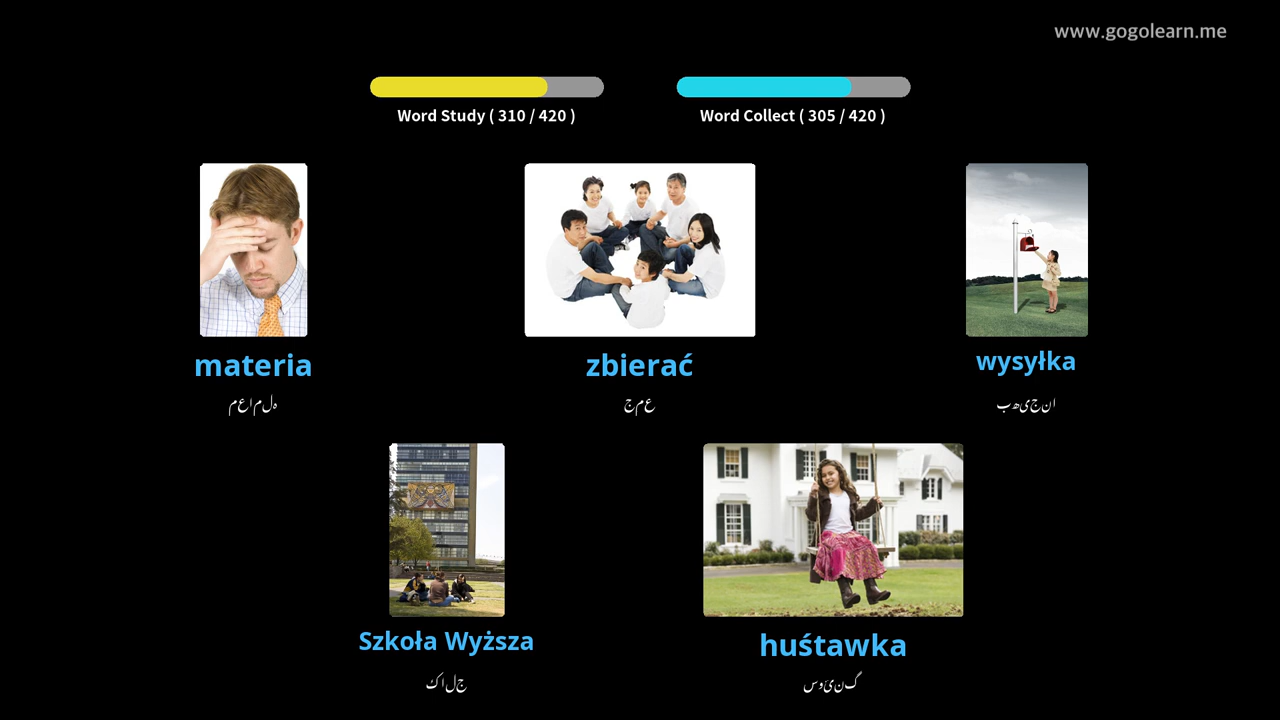 www.gogolearn.me
Word Study ( 310 / 420 )
Word Collect ( 305 / 420 )
materia
zbierać
wysyłka
معاملہ
جمع
بھیجنا
Szkoła Wyższa
huśtawka
کالج
سوئنگ